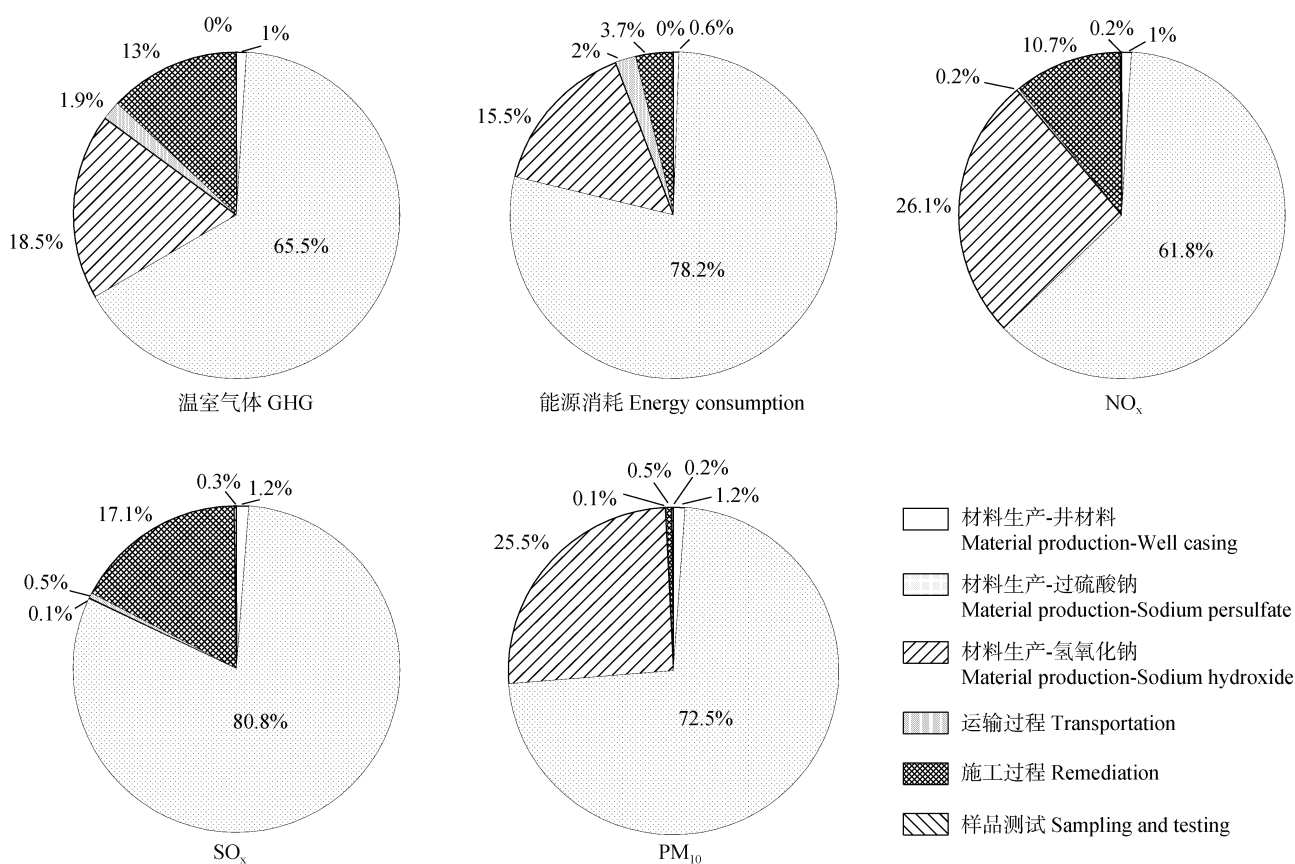 0%
1%
13%
1.9%
18.5%
65.5%
温室气体 GHG
3.7%
0%
0.6%
2%
15.5%
78.2%
能源消耗 Energy consumption
0.2%
1%
10.7%
0.2%
26.1%
61.8%
NOx
0.3%
1.2%
17.1%
0.5%
0.1%
80.8%
SOx
0.5%
0.2%
0.1%
1.2%
25.5%
72.5%
PM10
材料生产-井材料
Material production-Well casing
材料生产-过硫酸钠
Material production-Sodium persulfate
材料生产-氢氧化钠
Material production-Sodium hydroxide
运输过程 Transportation
施工过程 Remediation
样品测试 Sampling and testing